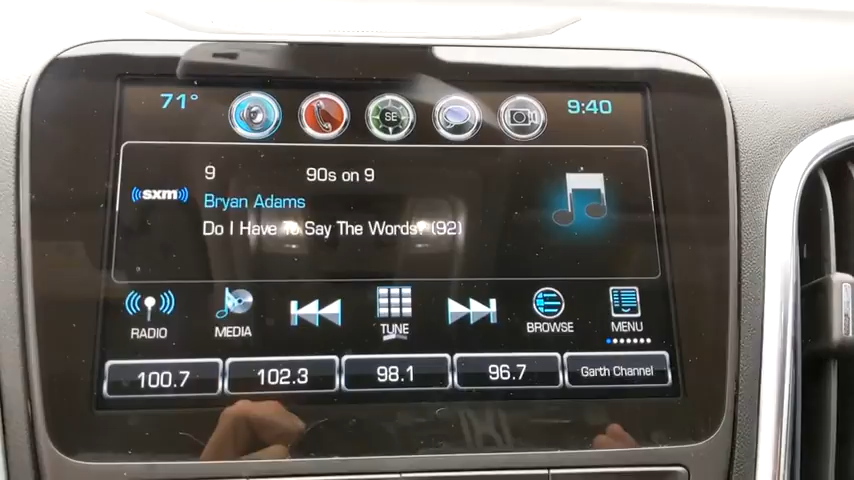 71°
SE
9:40
9 90s on 9
((sxm))
Bryan Adams
Do I Have To Say The Words? (92)
RADIO
MEDIA
TUNE
BROWSE
MENU
100.7
102.3
98.1
96.7
Garth Channel